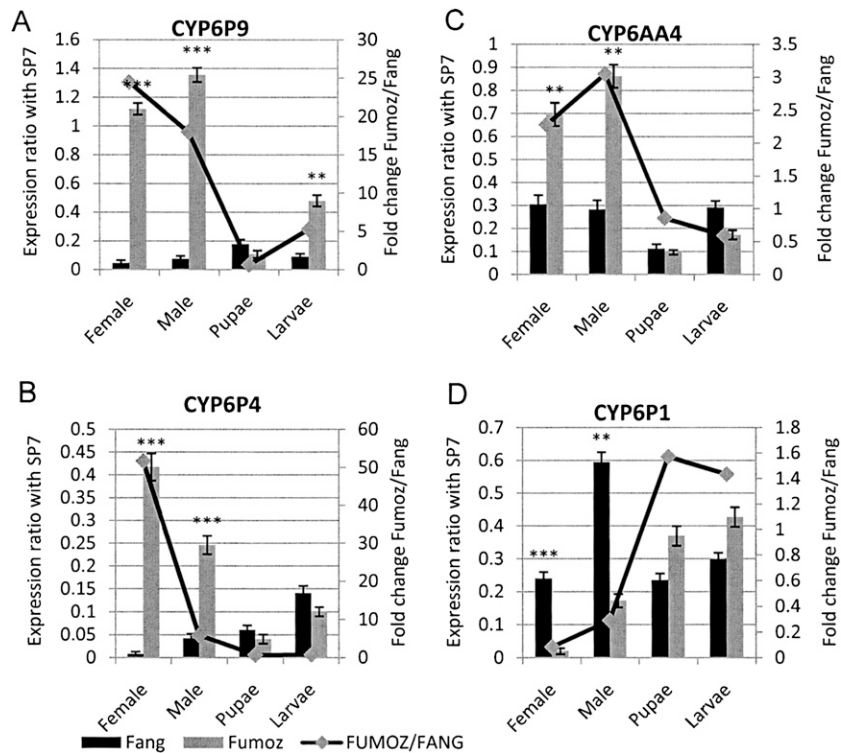 A
CYP6P9
Expression ratio with SP7
1.6
1.4
1.2
1
0.8
0.6
0.4
0.2
0
30
25
20
15
10
5
0
Fold change Fumoz/Fang
***
***
**
Female
Male
Pupae
Larvae
C
CYP6AA4
Expression ratio with SP7
1
0.9
0.8
0.7
0.6
0.5
0.4
0.3
0.2
0.1
0
3.5
3
2.5
2
1.5
1
0.5
0
Fold change Fumoz/Fang
**
**
Female
Male
Pupae
Larvae
B
CYP6P4
Expression ratio with SP7
0.5
0.45
0.4
0.35
0.3
0.25
0.2
0.15
0.1
0.05
0
60
50
40
30
20
10
0
Fold change Fumoz/Fang
***
***
Female
Male
Pupae
Larvae
D
CYP6P1
Expression ratio with SP7
0.7
0.6
0.5
0.4
0.3
0.2
0.1
0
1.8
1.6
1.4
1.2
1
0.8
0.6
0.4
0.2
0
Fold change Fumoz/Fang
***
**
Female
Male
Pupae
Larvae
Fang Fumoz FUMOZ/FANG